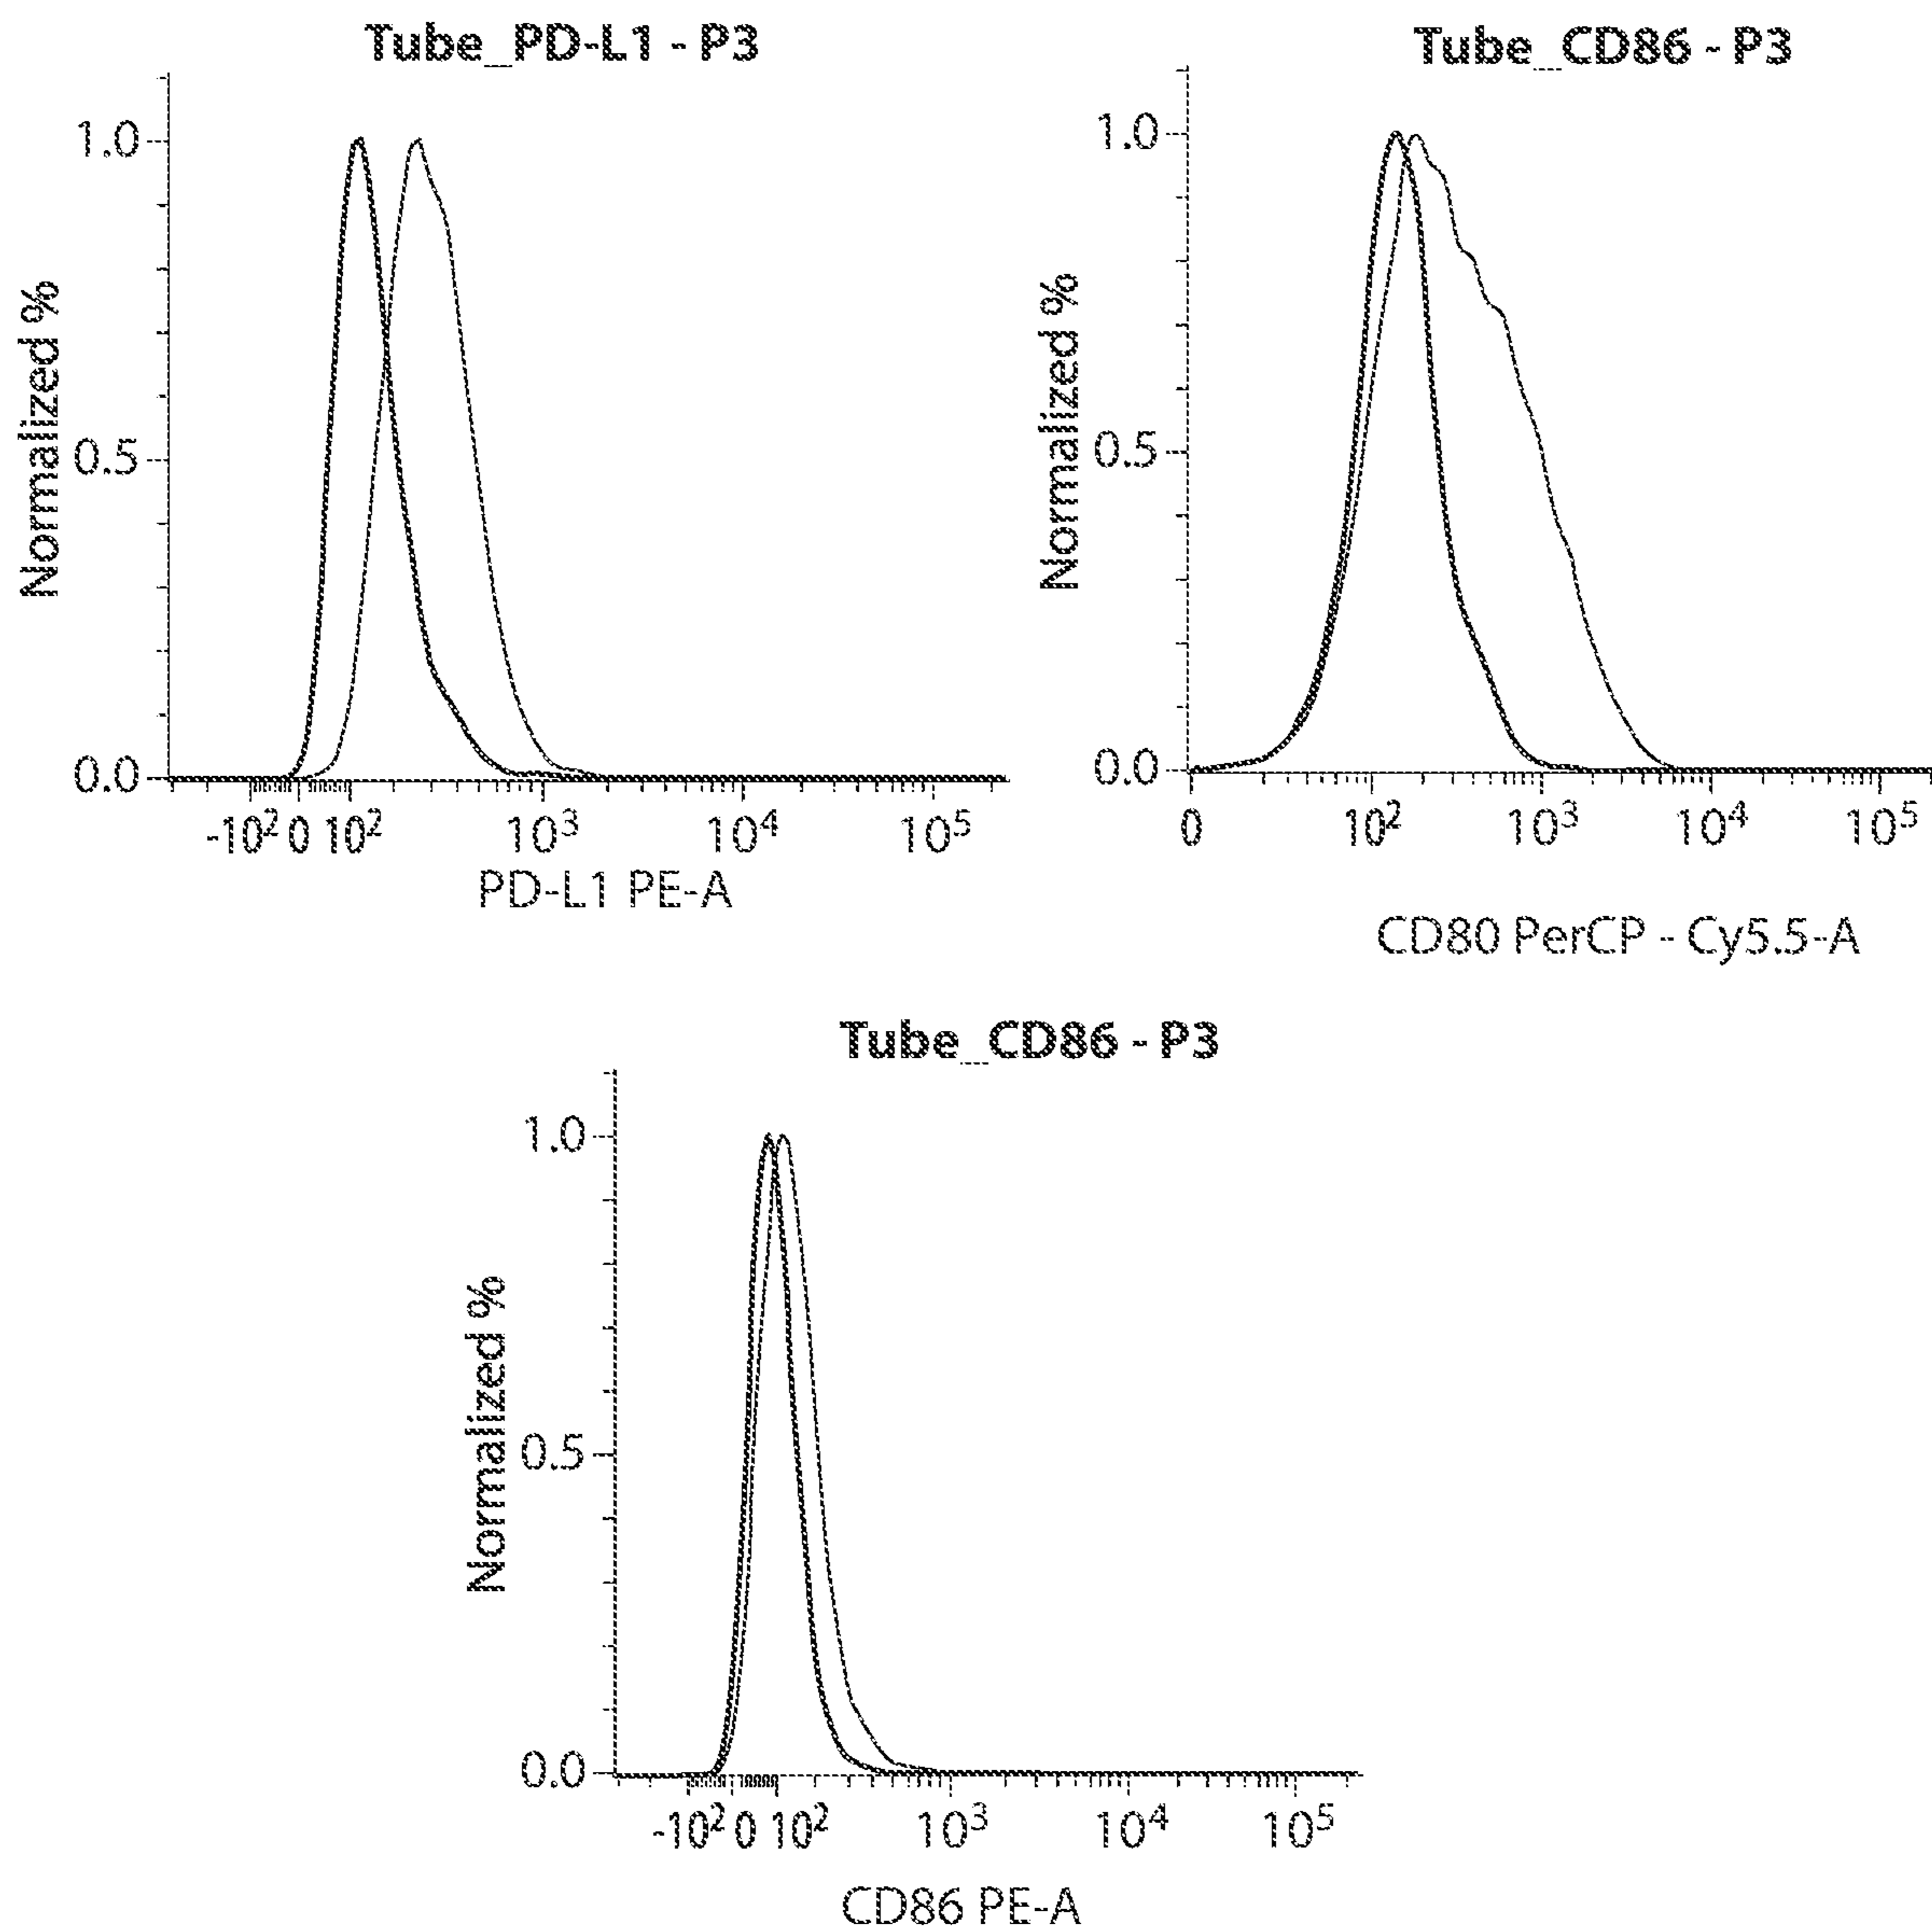 Tube_PD-L1 - P3
1.0
0.5
0.0
Normalized %
-10² 0 10² 10³ 10⁴ 10⁵
PD-L1 PE-A
Tube_CD86 - P3
1.0
0.5
0.0
Normalized %
0 10² 10³ 10⁴ 10⁵
CD80 PerCP - Cy5.5-A
Tube_CD86 - P3
1.0
0.5
0.0
Normalized %
-10² 0 10² 10³ 10⁴ 10⁵
CD86 PE-A